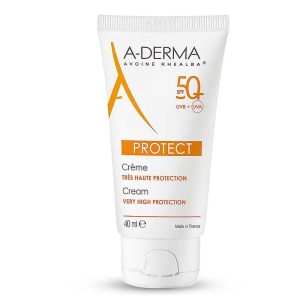 A-DERMA
AVOINE RHEALBA®
SPF 50+
UVB + UVA
PROTECT
Crème
TRÈS HAUTE PROTECTION
Cream
VERY HIGH PROTECTION
40 ml e
Made in France